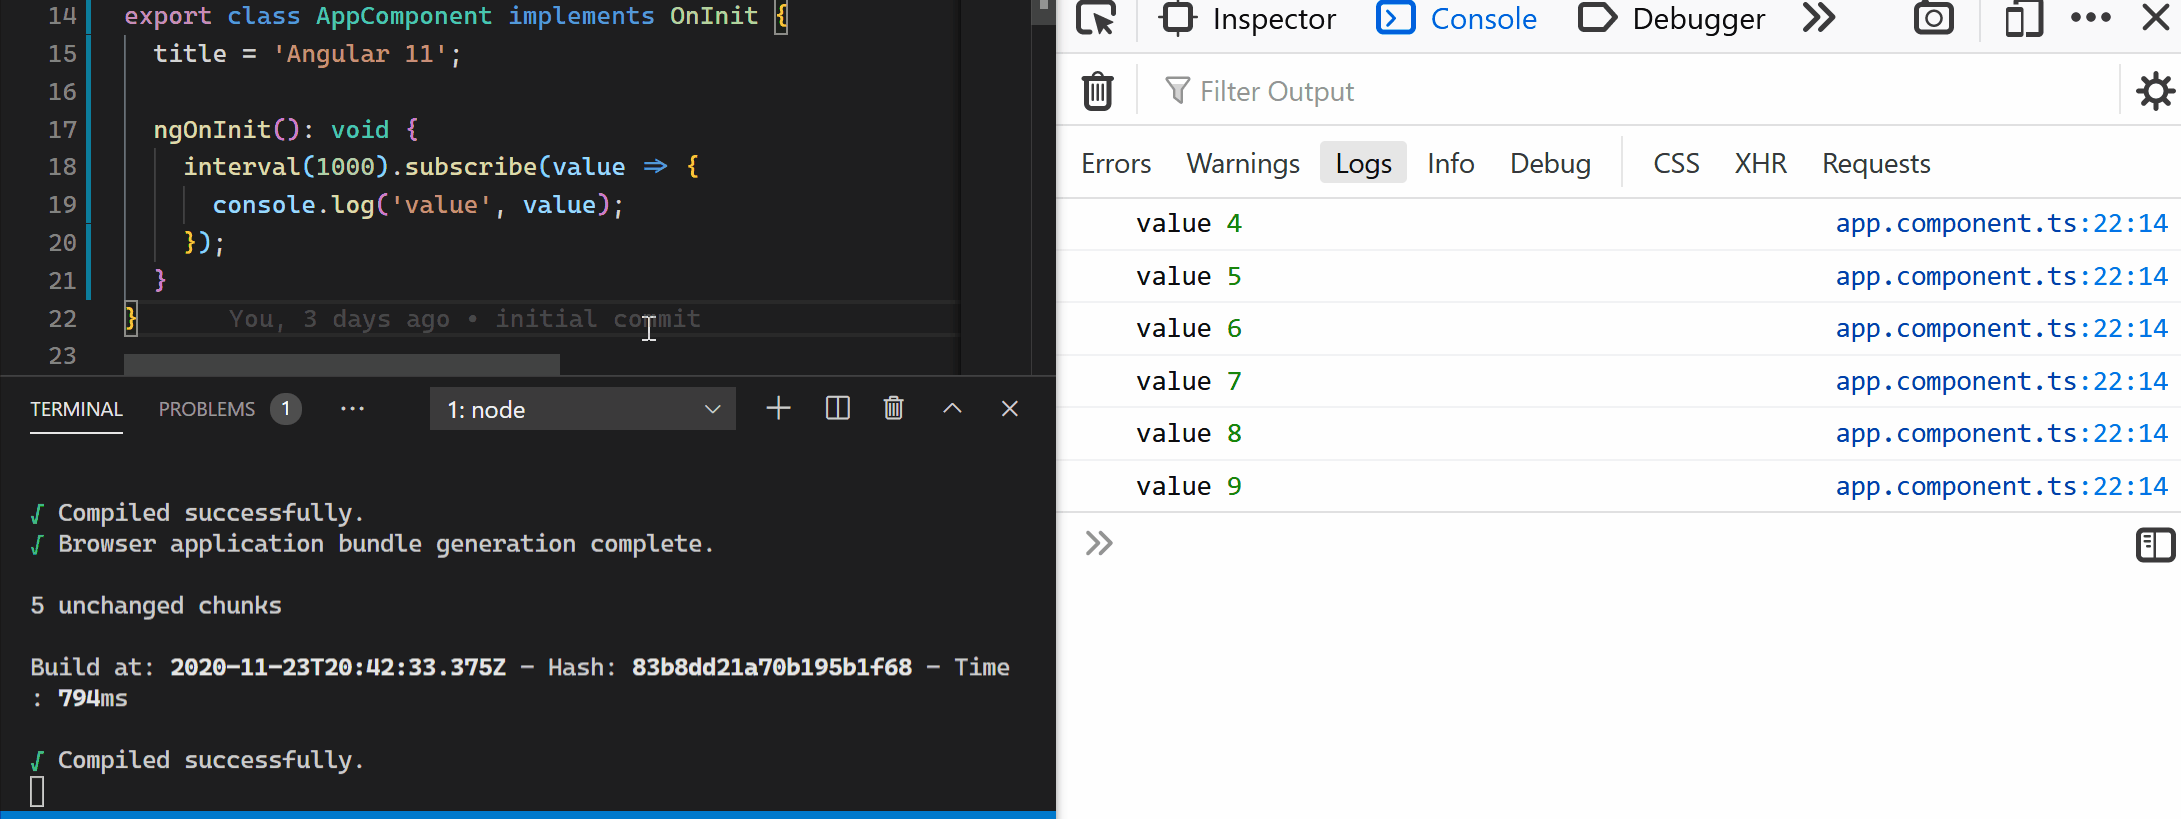 14 export class AppComponent implements OnInit {
15 title = 'Angular 11';
16
17 ngOnInit(): void {
18 interval(1000).subscribe(value => {
19 console.log('value', value);
20 });
21 }
22 } You, 3 days ago • initial commit
23
TERMINAL PROBLEMS 1 ... 1: node
√ Compiled successfully.
√ Browser application bundle generation complete.
5 unchanged chunks
Build at: 2020-11-23T20:42:33.375Z - Hash: 83b8dd21a70b195b1f68 - Time
: 794ms
√ Compiled successfully.
Inspector Console Debugger
Filter Output
Errors Warnings Logs Info Debug CSS XHR Requests
value 4 app.component.ts:22:14
value 5 app.component.ts:22:14
value 6 app.component.ts:22:14
value 7 app.component.ts:22:14
value 8 app.component.ts:22:14
value 9 app.component.ts:22:14